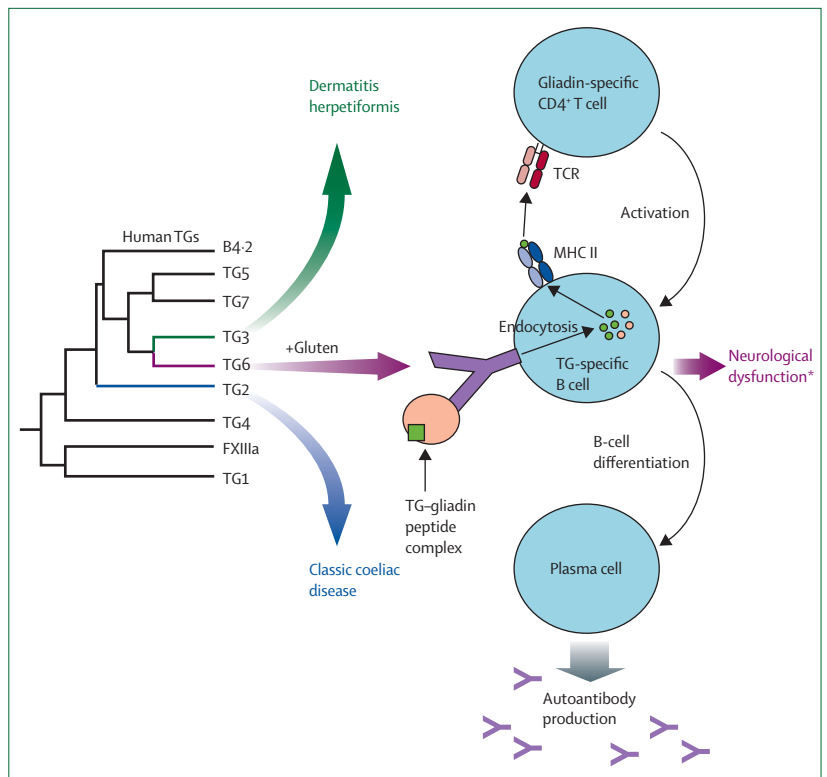 Dermatitis
herpetiformis
Human TGs
B4·2
TG5
TG7
TG3
TG6
TG2
TG4
FXIIIa
TG1
+Gluten
Classic coeliac
disease
TG–gliadin
peptide
complex
Gliadin-specific
CD4⁺ T cell
TCR
Activation
MHC II
Endocytosis
TG-specific
B cell
Neurological
dysfunction*
B-cell
differentiation
Plasma cell
Autoantibody
production